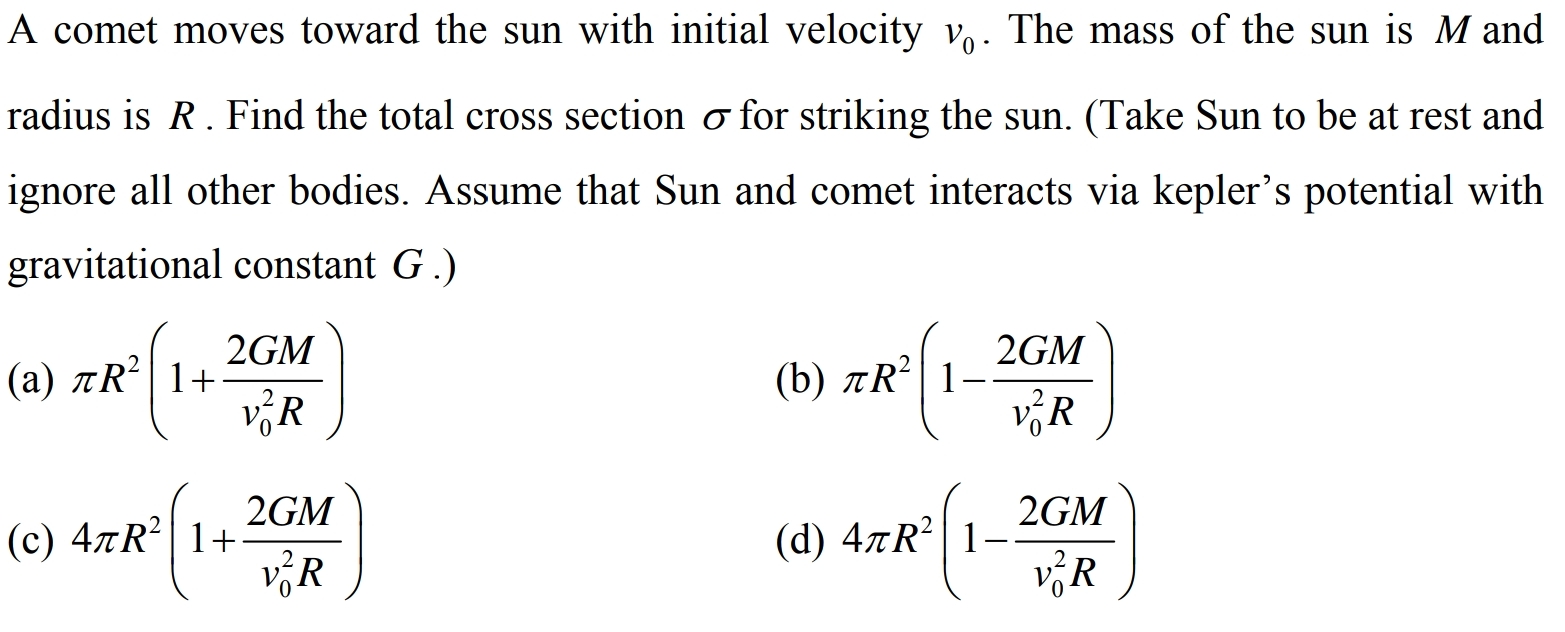 A comet moves toward the sun with initial velocity $v_0$. The mass of the sun is $M$ and
radius is $R$. Find the total cross section $\sigma$ for striking the sun. (Take Sun to be at rest and
ignore all other bodies. Assume that Sun and comet interacts via kepler's potential with
gravitational constant $G$.)
(a) $\pi R^2\left(1+\frac{2GM}{v_0^2 R}\right)$ (b) $\pi R^2\left(1-\frac{2GM}{v_0^2 R}\right)$
(c) $4\pi R^2\left(1+\frac{2GM}{v_0^2 R}\right)$ (d) $4\pi R^2\left(1-\frac{2GM}{v_0^2 R}\right)$